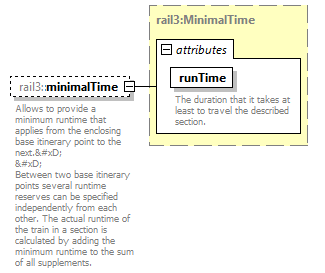 rail3:MinimalTime
attributes
runTime
The duration that it takes at
least to travel the described
section.
rail3::minimalTime
Allows to provide a
minimum runtime that
applies from the enclosing
base itinerary point to the
next.&#xD;
&#xD;
Between two base itinerary
points several runtime
reserves can be specified
independently from each
other. The actual runtime of
the train in a section is
calculated by adding the
minimum runtime to the sum
of all supplements.